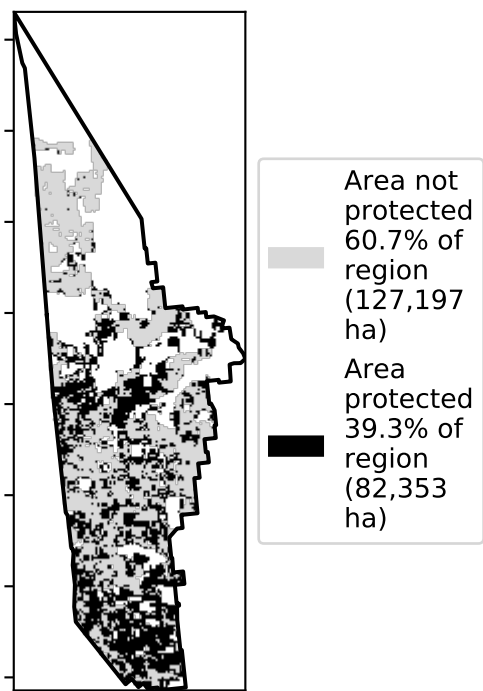 Area not
protected
60.7% of
region
(127,197
ha)
Area
protected
39.3% of
region
(82,353
ha)